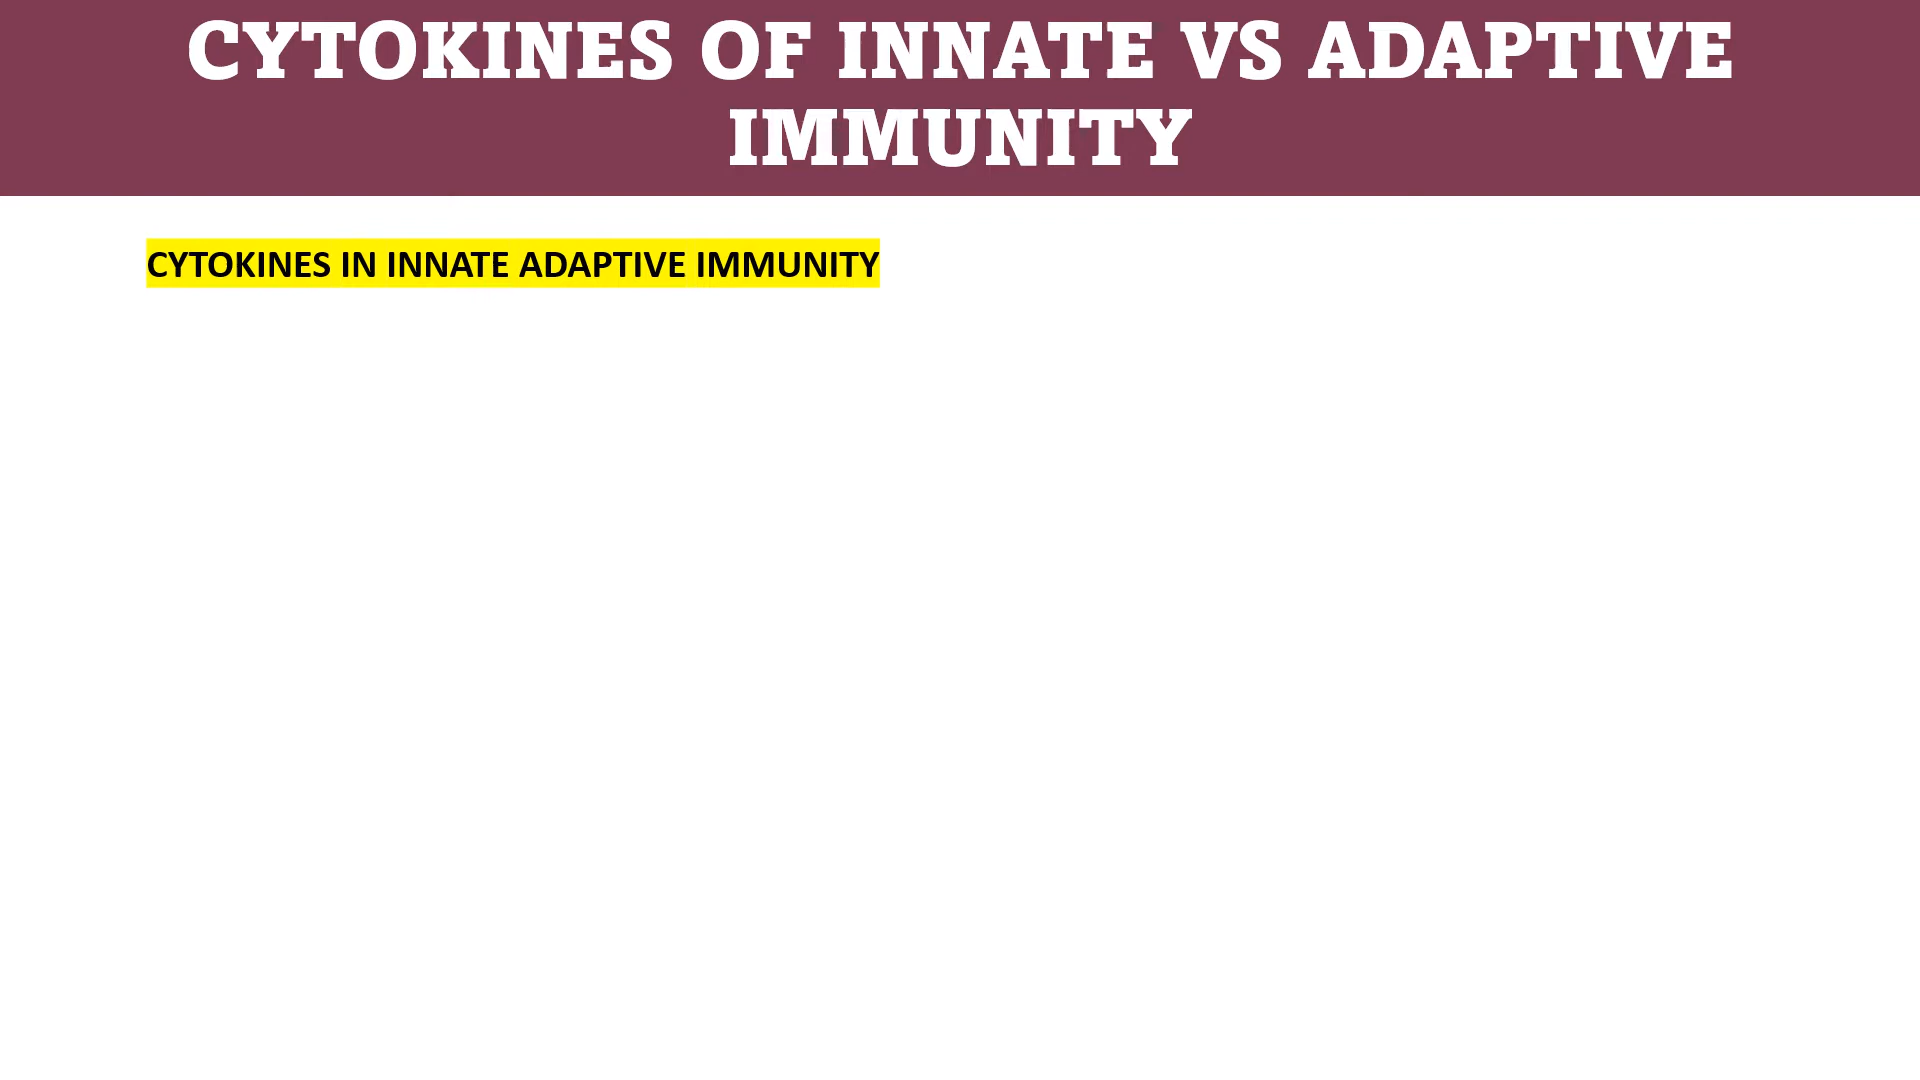 CYTOKINES OF INNATE VS ADAPTIVE
IMMUNITY
CYTOKINES IN INNATE ADAPTIVE IMMUNITY